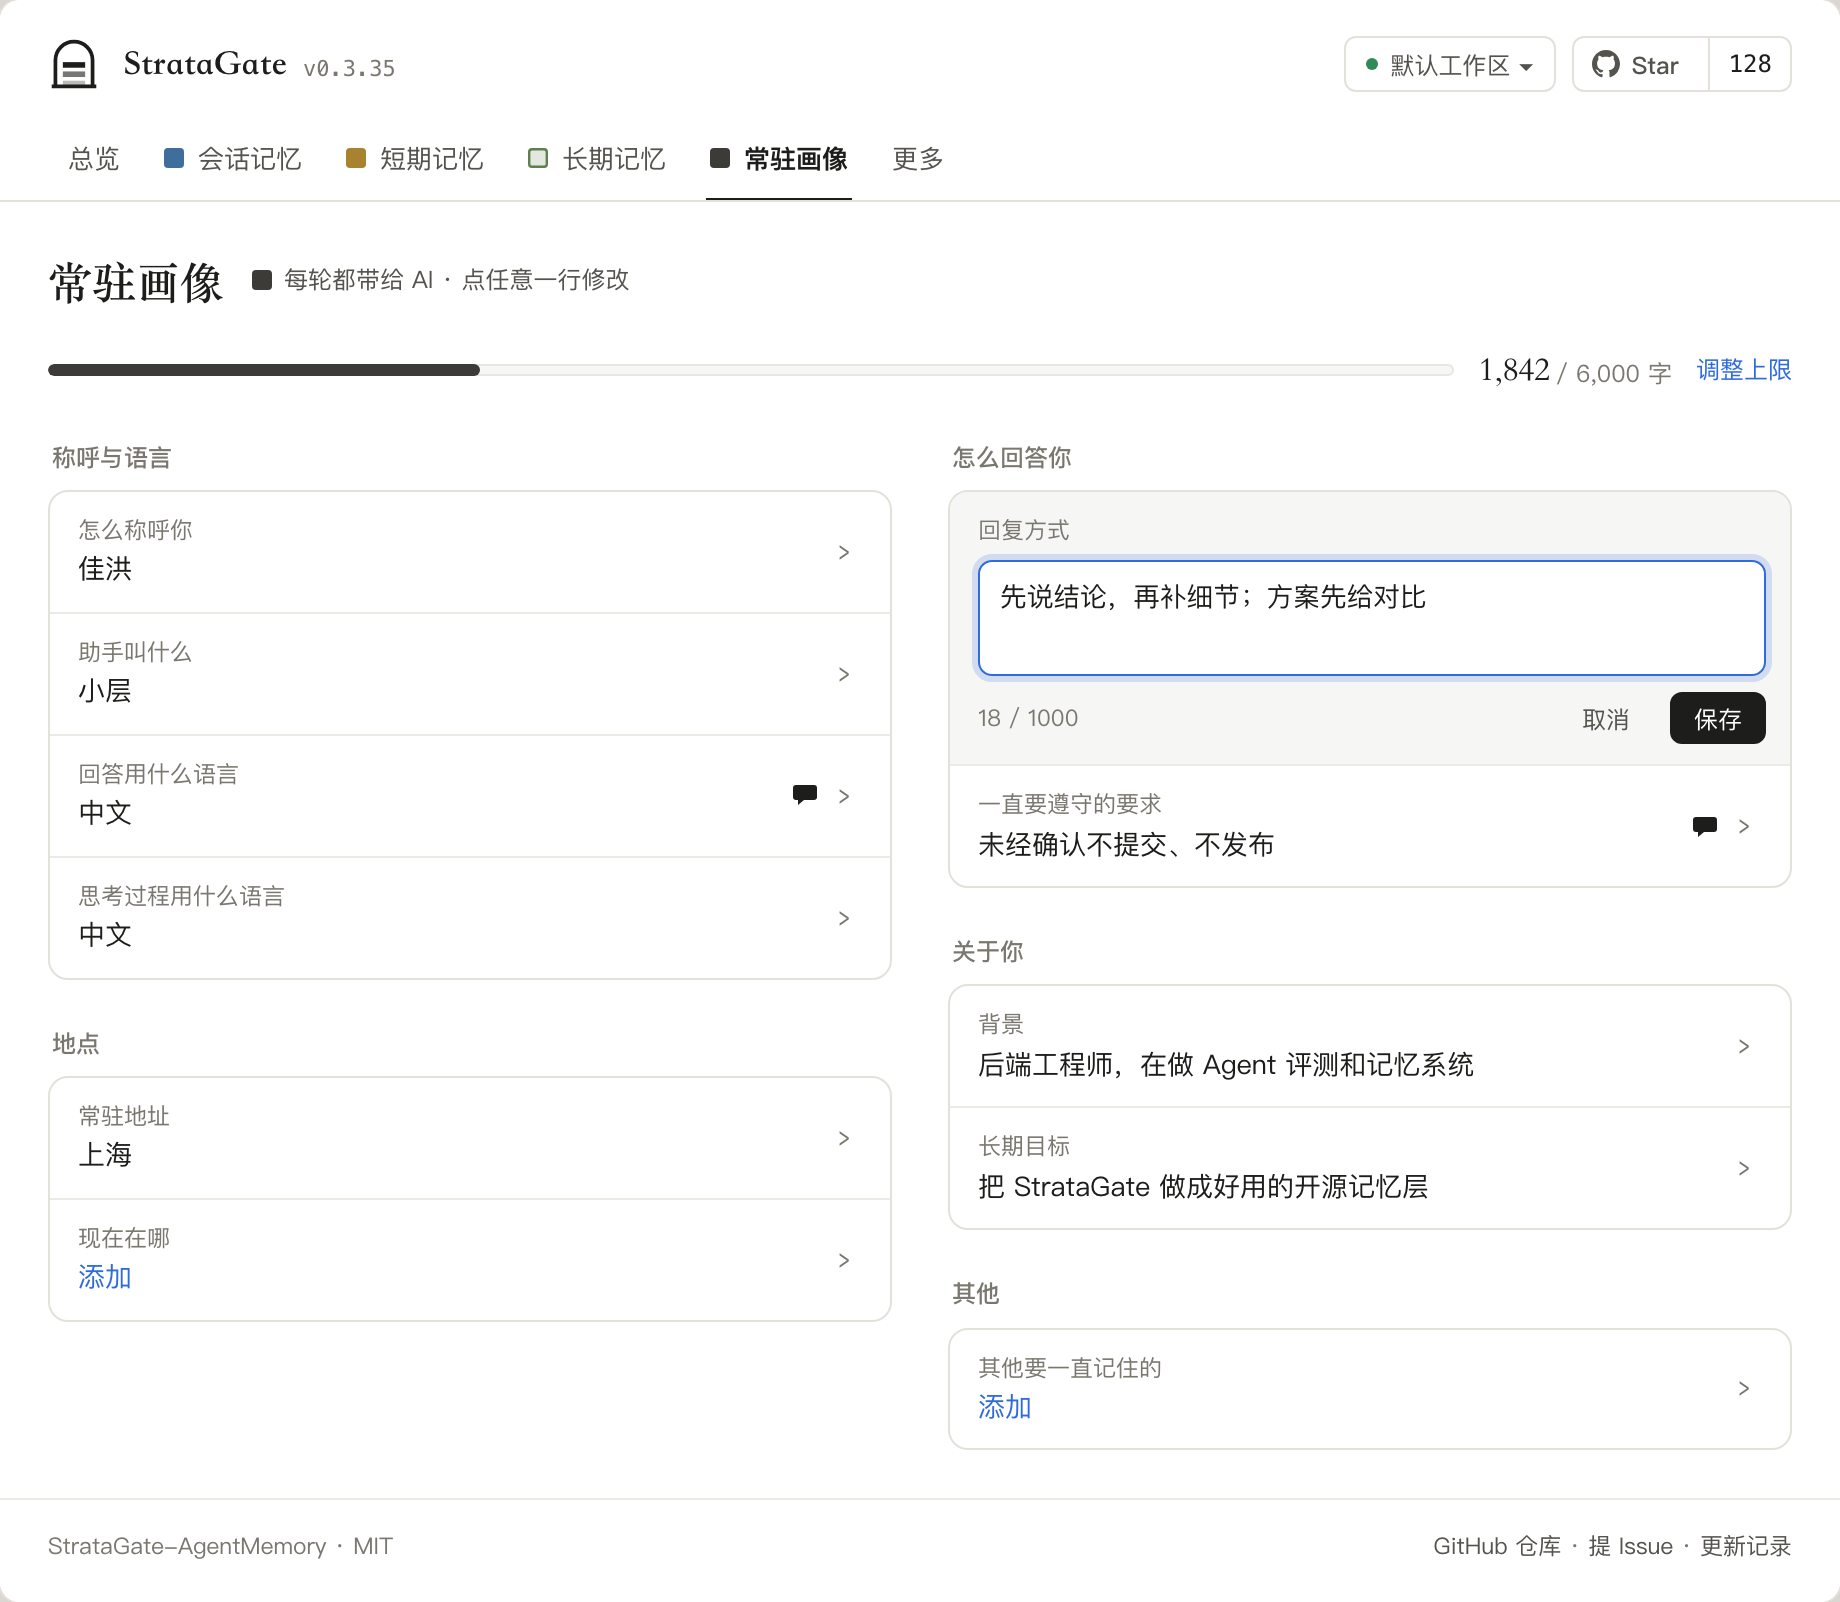 StrataGate v0.3.35
默认工作区
Star 128
总览 会话记忆 短期记忆 长期记忆 常驻画像 更多
常驻画像 每轮都带给 AI · 点任意一行修改
1,842 / 6,000 字 调整上限
称呼与语言
怎么称呼你
佳洪
助手叫什么
小层
回答用什么语言
中文
思考过程用什么语言
中文
地点
常驻地址
上海
现在在哪
添加
怎么回答你
回复方式
先说结论，再补细节；方案先给对比
18 / 1000
取消 保存
一直要遵守的要求
未经确认不提交、不发布
关于你
背景
后端工程师，在做 Agent 评测和记忆系统
长期目标
把 StrataGate 做成好用的开源记忆层
其他
其他要一直记住的
添加
StrataGate–AgentMemory · MIT
GitHub 仓库 · 提 Issue · 更新记录